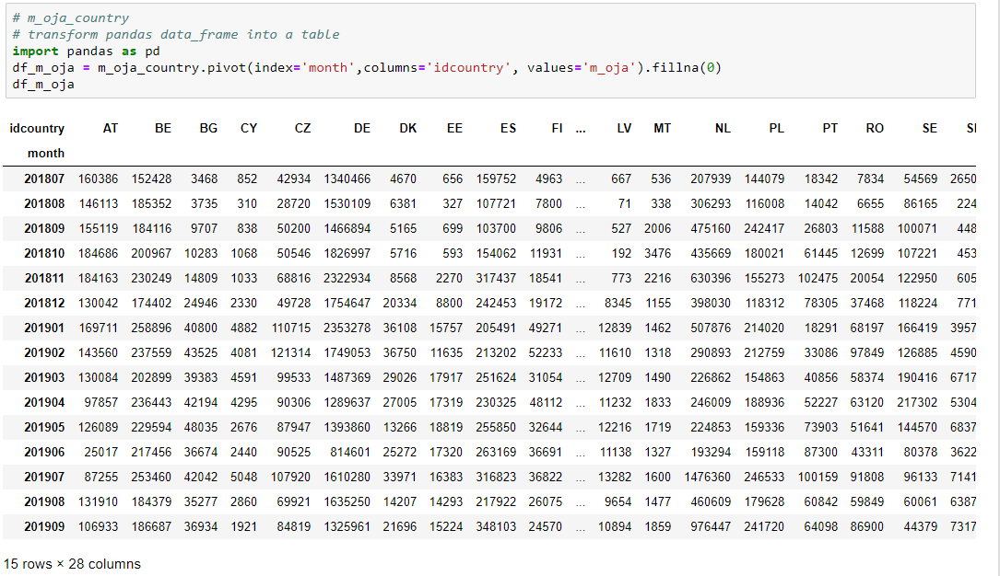 # m_oja_country
# transform pandas data_frame into a table
import pandas as pd
df_m_oja = m_oja_country.pivot(index='month',columns='idcountry', values='m_oja').fillna(0)
df_m_oja
idcountry AT BE BG CY CZ DE DK EE ES FI ... LV MT NL PL PT RO SE
month
201807 160386 152428 3468 852 42934 1340466 4670 656 159752 4963 ... 667 536 207939 144079 18342 7834 54569 2650
201808 146113 185352 3735 310 28720 1530109 6381 327 107721 7800 ... 71 338 306293 116008 14042 6655 86165 224
201809 155119 184116 9707 838 50200 1466894 5165 699 103700 9806 ... 527 2006 475160 242417 26803 11588 100071 448
201810 184686 200967 10283 1068 50546 1826997 5716 593 154062 11931 ... 192 3476 435669 180021 61445 12699 107221 453
201811 184163 230249 14809 1033 68816 2322934 8568 2270 317437 18541 ... 773 2216 630396 155273 102475 20054 122950 605
201812 130042 174402 24946 2330 49728 1754647 20334 8800 242453 19172 ... 8345 1155 398030 118312 78305 37468 118224 771
201901 169711 258896 40800 4882 110715 2353278 36108 15757 205491 49271 ... 12839 1462 507876 214020 18291 68197 166419 3957
201902 143560 237559 43525 4081 121314 1749053 36750 11635 213202 52233 ... 11610 1318 290893 212759 33086 97849 126885 4590
201903 130084 202899 39383 4591 99533 1487369 29026 17917 251624 31054 ... 12709 1490 226862 154863 40856 58374 190416 6717
201904 97857 236443 42194 4295 90306 1289637 27005 17319 230325 48112 ... 11232 1833 246009 188936 52227 63120 217302 5304
201905 126089 229594 48035 2676 87947 1393860 13266 18819 255850 32644 ... 12216 1719 224853 159336 73903 51641 144570 6837
201906 25017 217456 36674 2440 90525 814601 25272 17320 263169 36691 ... 11138 1327 193294 159118 87300 43311 80378 3622
201907 87255 253460 42042 5048 107920 1610280 33971 16383 316823 36822 ... 13282 1600 1476360 246533 100159 91808 96133 7141
201908 131910 184379 35277 2860 69921 1635250 14207 14293 217922 26075 ... 9654 1477 460609 179628 60842 59849 60061 6387
201909 106933 186687 36934 1921 84819 1325961 21696 15224 348103 24570 ... 10894 1859 976447 241720 64098 86900 44379 7317
15 rows × 28 columns